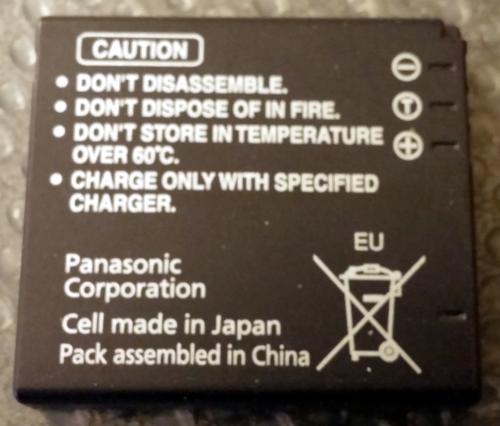 CAUTION
• DON'T DISASSEMBLE.
• DON'T DISPOSE OF IN FIRE.
• DON'T STORE IN TEMPERATURE
OVER 60℃.
• CHARGE ONLY WITH SPECIFIED
CHARGER.
T
EU
Panasonic
Corporation
Cell made in Japan
Pack assembled in China